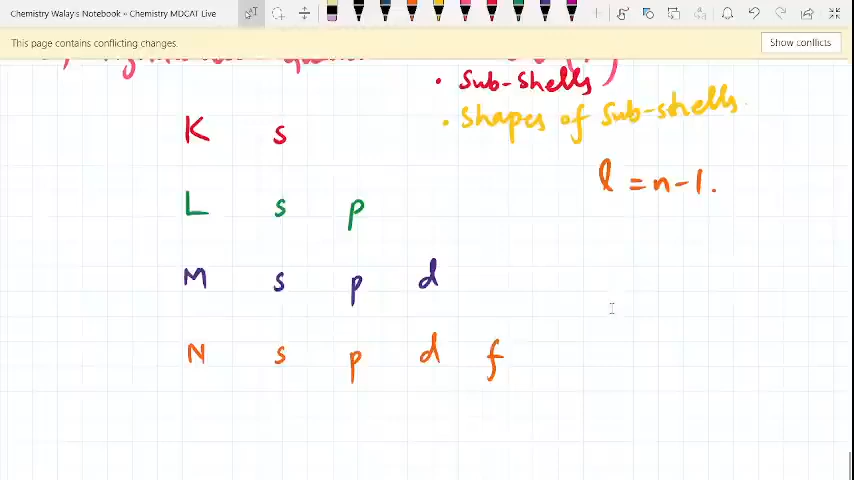 Chemistry Walay's Notebook » Chemistry MDCAT Live
This page contains conflicting changes.
Show conflicts
• Sub-shells
• Shapes of Sub-shells.
K s
l = n-1.
L s p
M s p d
N s p d f